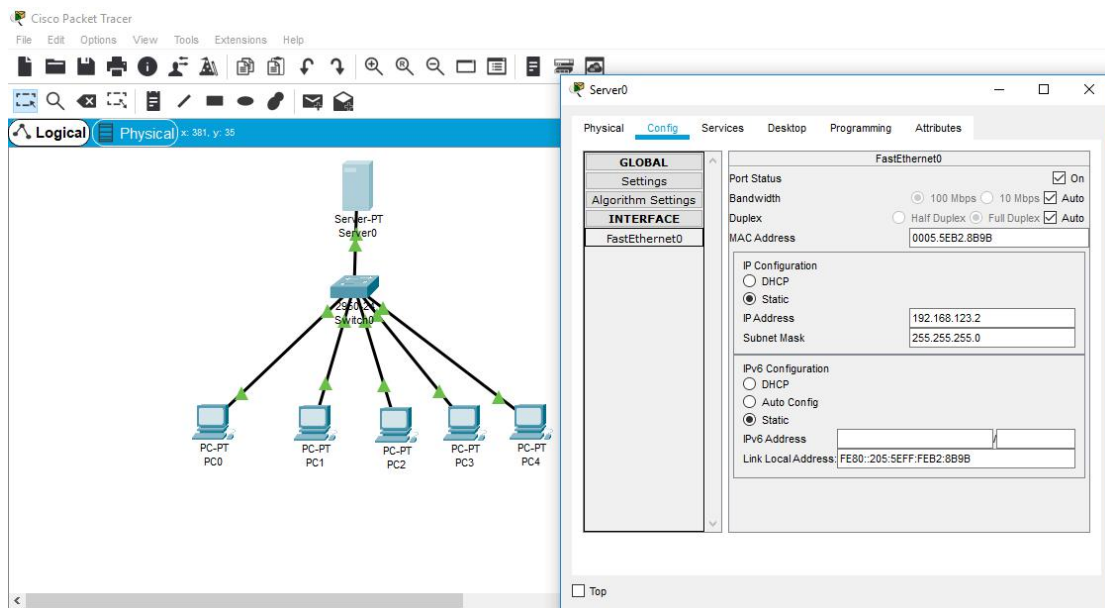 Cisco Packet Tracer
File Edit Options View Tools Extensions Help
Logical Physical x: 381, y: 35
Server-PT
Server0
2960-24
Switch0
PC-PT
PC0
PC-PT
PC1
PC-PT
PC2
PC-PT
PC3
PC-PT
PC4
Server0
Physical Config Services Desktop Programming Attributes
GLOBAL
Settings
Algorithm Settings
INTERFACE
FastEthernet0
FastEthernet0
Port Status On
Bandwidth 100 Mbps 10 Mbps Auto
Duplex Half Duplex Full Duplex Auto
MAC Address 0005.5EB2.8B9B
IP Configuration
DHCP
Static
IP Address 192.168.123.2
Subnet Mask 255.255.255.0
IPv6 Configuration
DHCP
Auto Config
Static
IPv6 Address /
Link Local Address: FE80::205:5EFF:FEB2:8B9B
Top